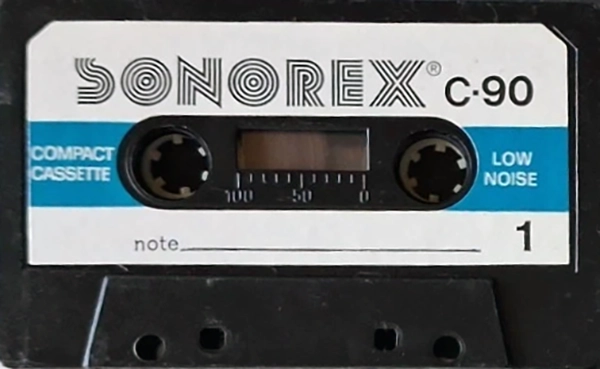 SONOREX® C·90
COMPACT
CASSETTE
LOW
NOISE
100 50 0
note
1